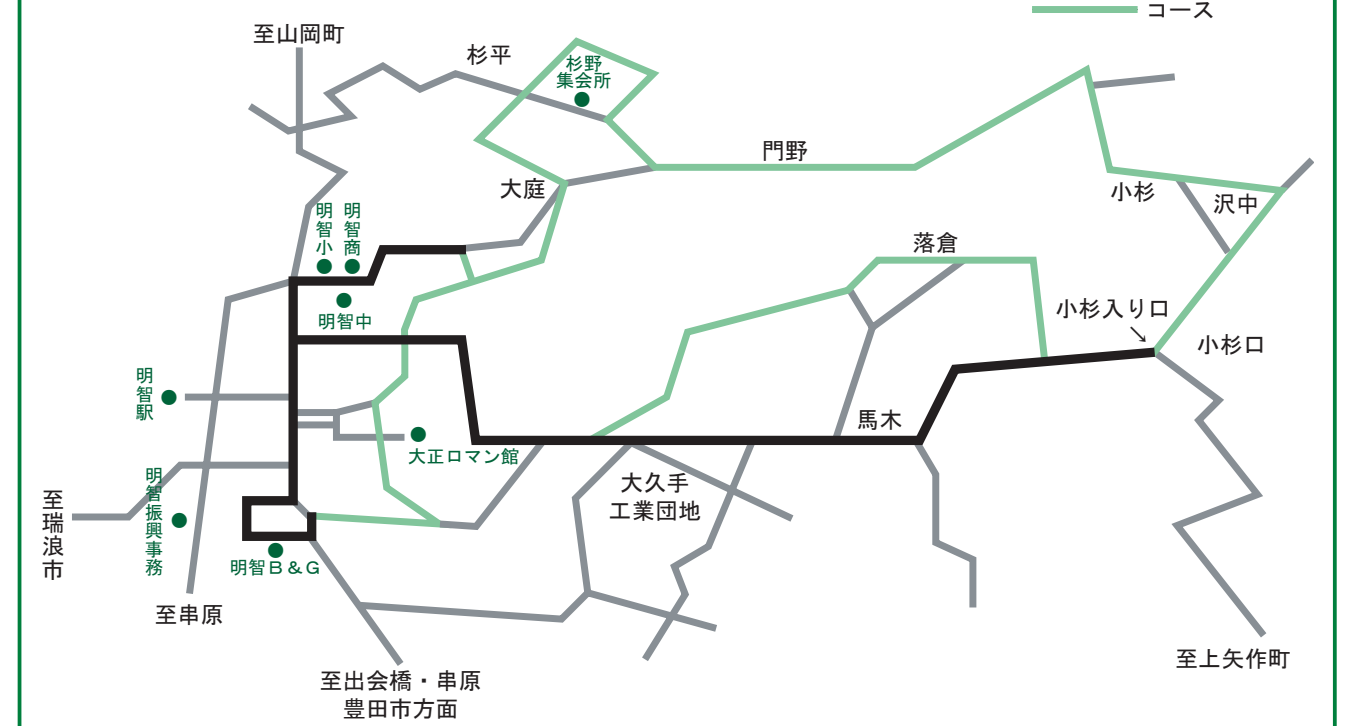 コース
至山岡町
杉平
杉野
集会所
門野
大庭
小杉
沢中
明智小
明智商
明智中
落倉
小杉入り口
小杉口
明智駅
馬木
大正ロマン館
大久手
工業団地
至瑞浪市
明智振興事務
明智B&G
至串原
至上矢作町
至出会橋・串原
豊田市方面